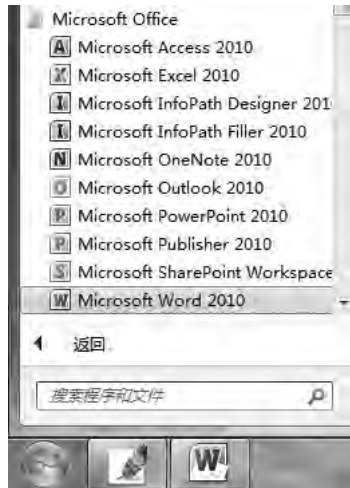 Microsoft Office
Microsoft Access 2010
Microsoft Excel 2010
Microsoft InfoPath Designer 201
Microsoft InfoPath Filler 2010
Microsoft OneNote 2010
Microsoft Outlook 2010
Microsoft PowerPoint 2010
Microsoft Publisher 2010
Microsoft SharePoint Workspace
Microsoft Word 2010
返回
搜索程序和文件